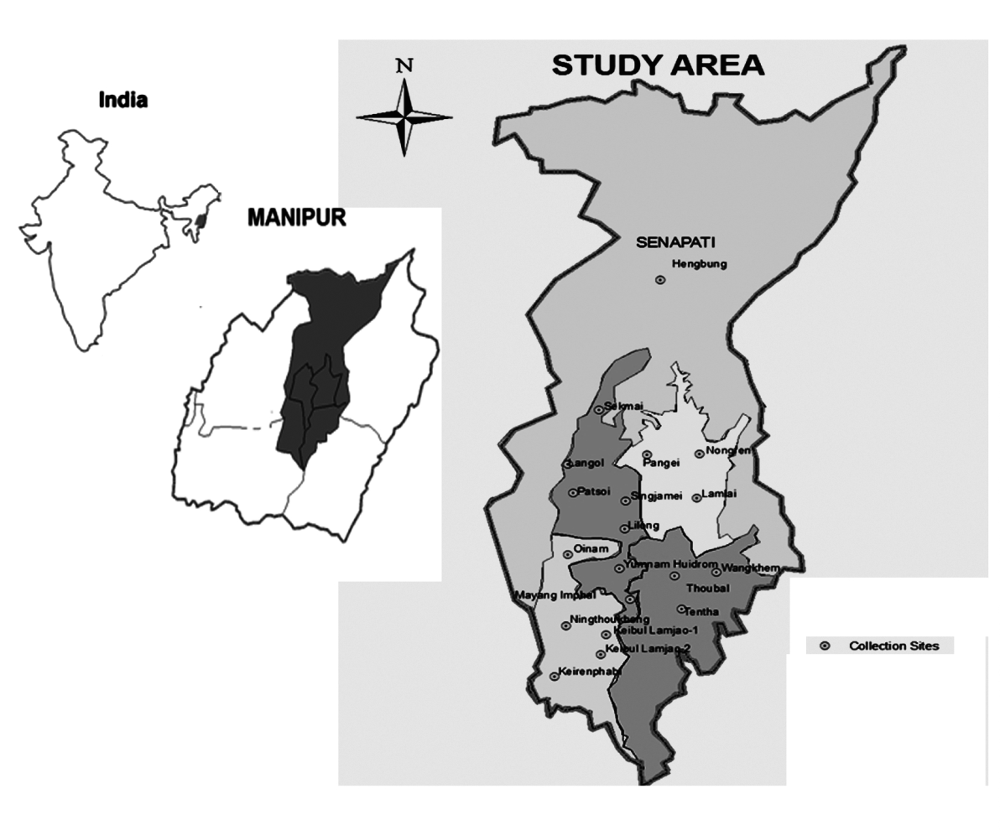 N
STUDY AREA
India
MANIPUR
SENAPATI
Hengbung
Sekmai
Langol
Pangei
Nongren
Patsoi
Singjamei
Lamlai
Lilong
Oinam
Yumnam Huidrom
Wangkhem
Thoubal
Mayang Imphal
Tentha
Ningthoukhong
Keibul Lamjao-1
Keibul Lamjao-2
Keirenphabi
Collection Sites